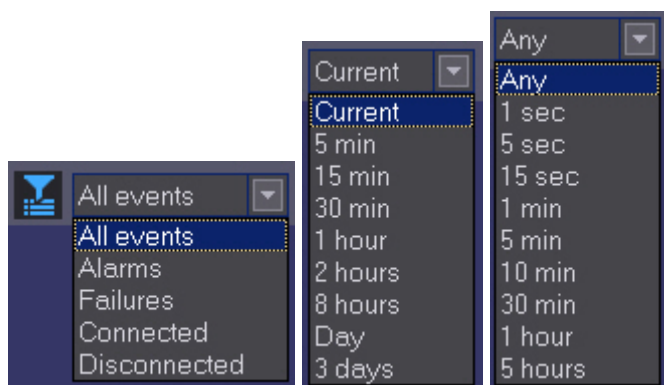 All events
All events
Alarms
Failures
Connected
Disconnected
Current
Current
5 min
15 min
30 min
1 hour
2 hours
8 hours
Day
3 days
Any
Any
1 sec
5 sec
15 sec
1 min
5 min
10 min
30 min
1 hour
5 hours